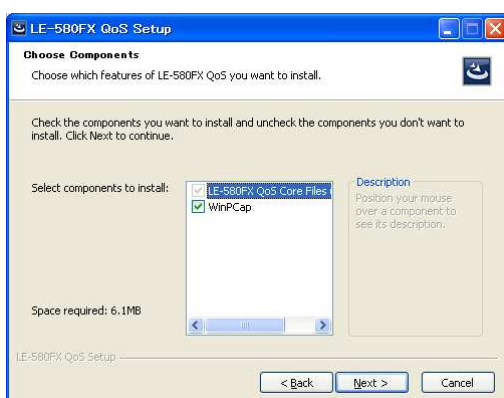 LE-580FX QoS Setup
Choose Components
Choose which features of LE-580FX QoS you want to install.
Check the components you want to install and uncheck the components you don't want to
install. Click Next to continue.
Select components to install:
LE-580FX QoS Core Files
WinPCap
Description
Position your mouse
over a component to
see its description.
Space required: 6.1MB
LE-580FX QoS Setup
< Back
Next >
Cancel